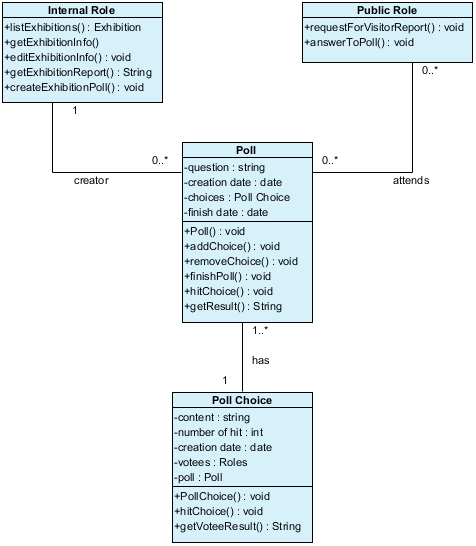 Internal Role
+listExhibitions() : Exhibition
+getExhibitionInfo()
+editExhibitionInfo() : void
+getExhibitionReport() : String
+createExhibitionPoll() : void
Public Role
+requestForVisitorReport() : void
+answerToPoll() : void
1
0..*
0..*
0..*
creator
attends
Poll
-question : string
-creation date : date
-choices : Poll Choice
-finish date : date
+Poll() : void
+addChoice() : void
+removeChoice() : void
+finishPoll() : void
+hitChoice() : void
+getResult() : String
1..*
has
1
Poll Choice
-content : string
-number of hit : int
-creation date : date
-votees : Roles
-poll : Poll
+PollChoice() : void
+hitChoice() : void
+getVoteeResult() : String